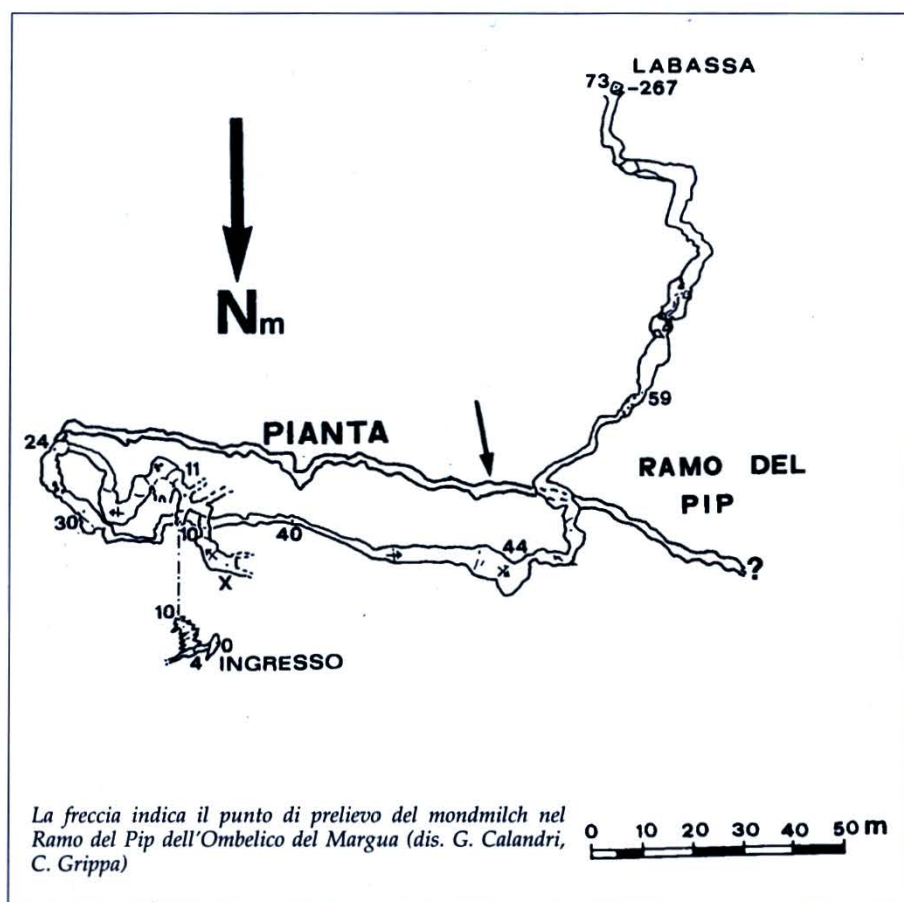 LABASSA
73 -267
Nm
PIANTA
24
11
59
RAMO DEL
PIP
30
10
40
44
X
?
10
0
4 INGRESSO
La freccia indica il punto di prelievo del mondmilch nel
Ramo del Pip dell'Ombelico del Margua (dis. G. Calandri,
C. Grippa)
0 10 20 30 40 50 m